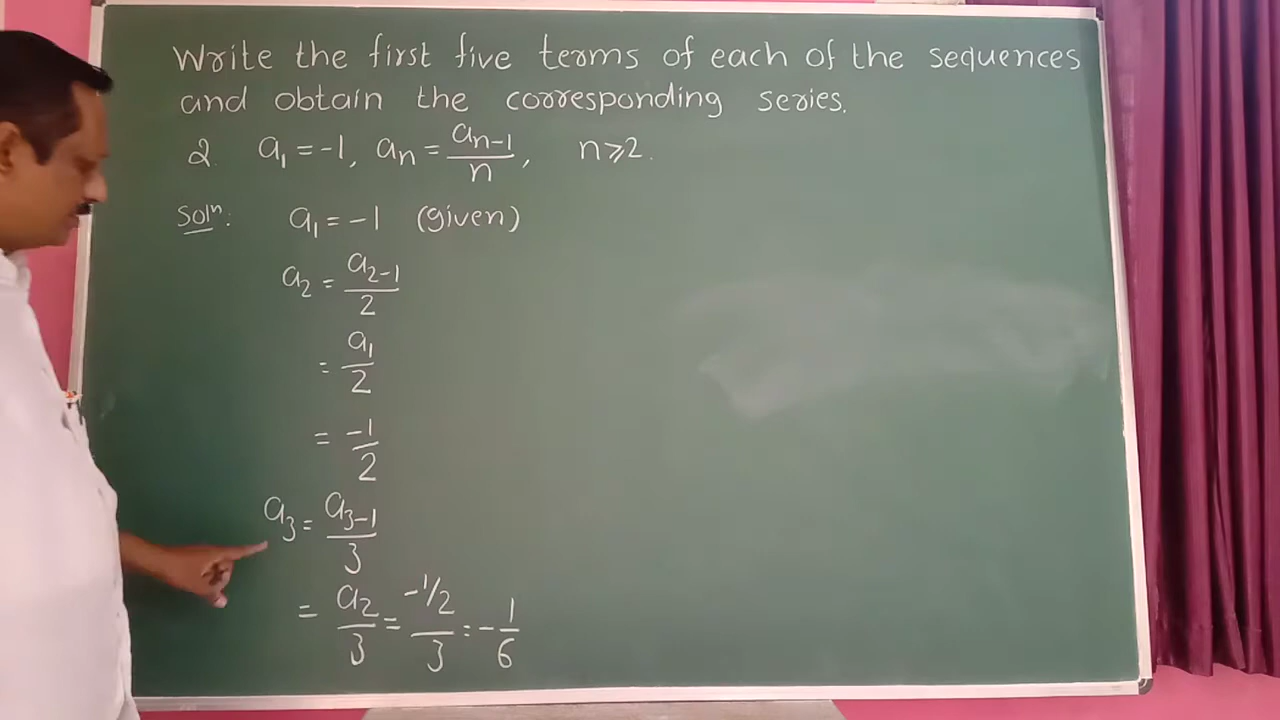 Write the first five terms of each of the sequences
and obtain the corresponding series.
2. a₁ = -1, aₙ = aₙ₋₁/n, n ⩾ 2.
Solⁿ: a₁ = -1 (given)
a₂ = a₂₋₁/2
= a₁/2
= -1/2
a₃ = a₃₋₁/3
= a₂/3 = -1/2/3 = -1/6